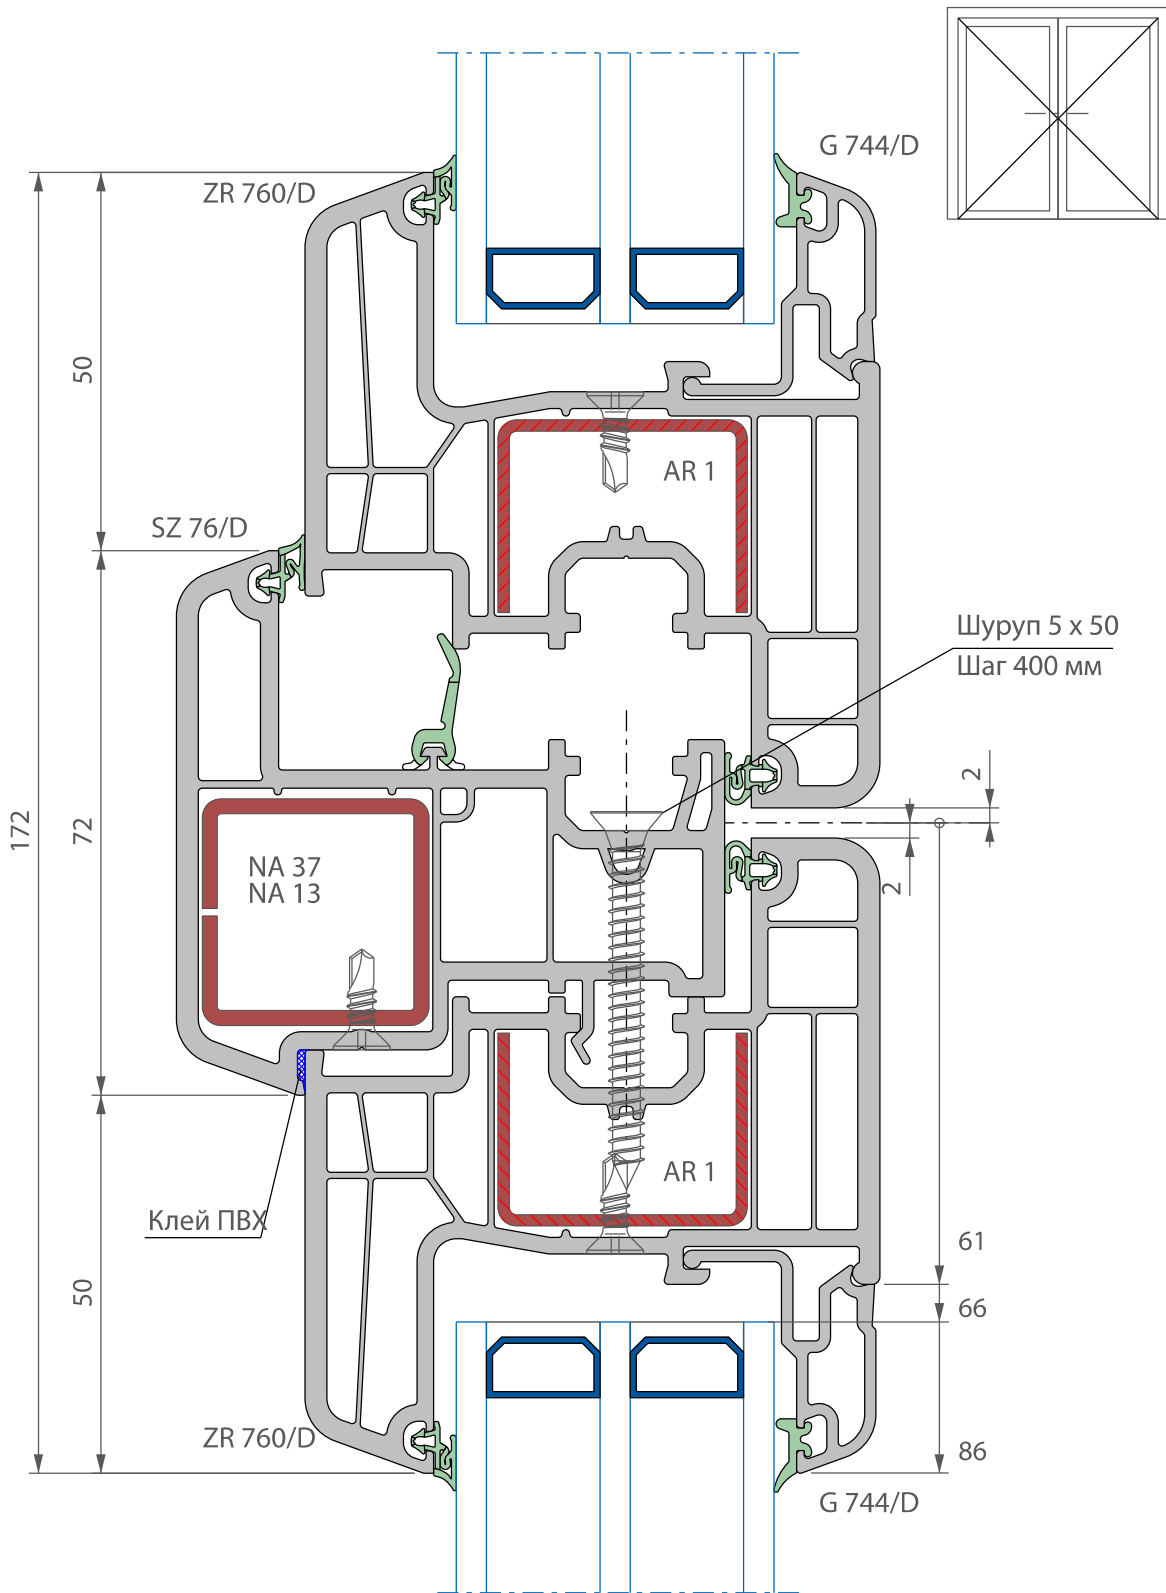 G 744/D
ZR 760/D
50
AR 1
SZ 76/D
Шуруп 5 x 50
Шаг 400 мм
2
172
72
NA 37
NA 13
2
AR 1
Клей ПВХ
61
50
66
ZR 760/D
86
G 744/D